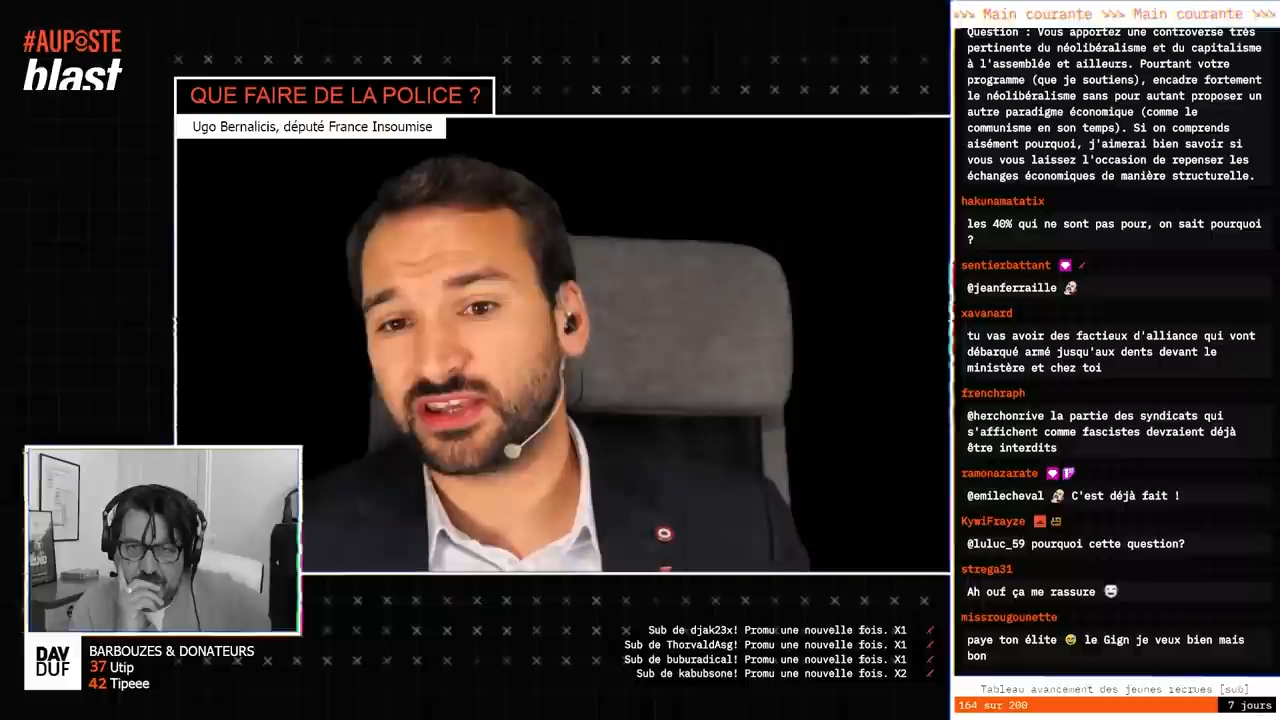 #AUPOSTE
blast
QUE FAIRE DE LA POLICE ?
Ugo Bernalicis, député France Insoumise
>>> Main courante >>> Main courante >>>
Question : Vous apportez une controverse très
pertinente du néolibéralisme et du capitalisme
à l'assemblée et ailleurs. Pourtant votre
programme (que je soutiens), encadre fortement
le néolibéralisme sans pour autant proposer un
autre paradigme économique (comme le
communisme en son temps). Si on comprends
aisément pourquoi, j'aimerai bien savoir si
vous vous laissez l'occasion de repenser les
échanges économiques de manière structurelle.
hakunamatatix
les 40% qui ne sont pas pour, on sait pourquoi
?
sentierbattant
@jeanferraille
xavanard
tu vas avoir des factieux d'alliance qui vont
débarqué armé jusqu'aux dents devant le
ministère et chez toi
frenchraph
@herchonrive la partie des syndicats qui
s'affichent comme fascistes devraient déjà
être interdits
ramonazarate
@emilecheval C'est déjà fait !
KywiFrayze
@luluc_59 pourquoi cette question?
strega31
Ah ouf ça me rassure
missrougounette
paye ton élite 😅 le Gign je veux bien mais
bon
Tableau avancement des jeunes recrues [sub]
164 sur 200
7 jours
Sub de djak23x! Promu une nouvelle fois. X1
Sub de ThorvaldAsg! Promu une nouvelle fois. X1
Sub de buburadical! Promu une nouvelle fois. X1
Sub de kabubsone! Promu une nouvelle fois. X2
DAV
DUF
BARBOUZES & DONATEURS
37 Utip
42 Tipeee